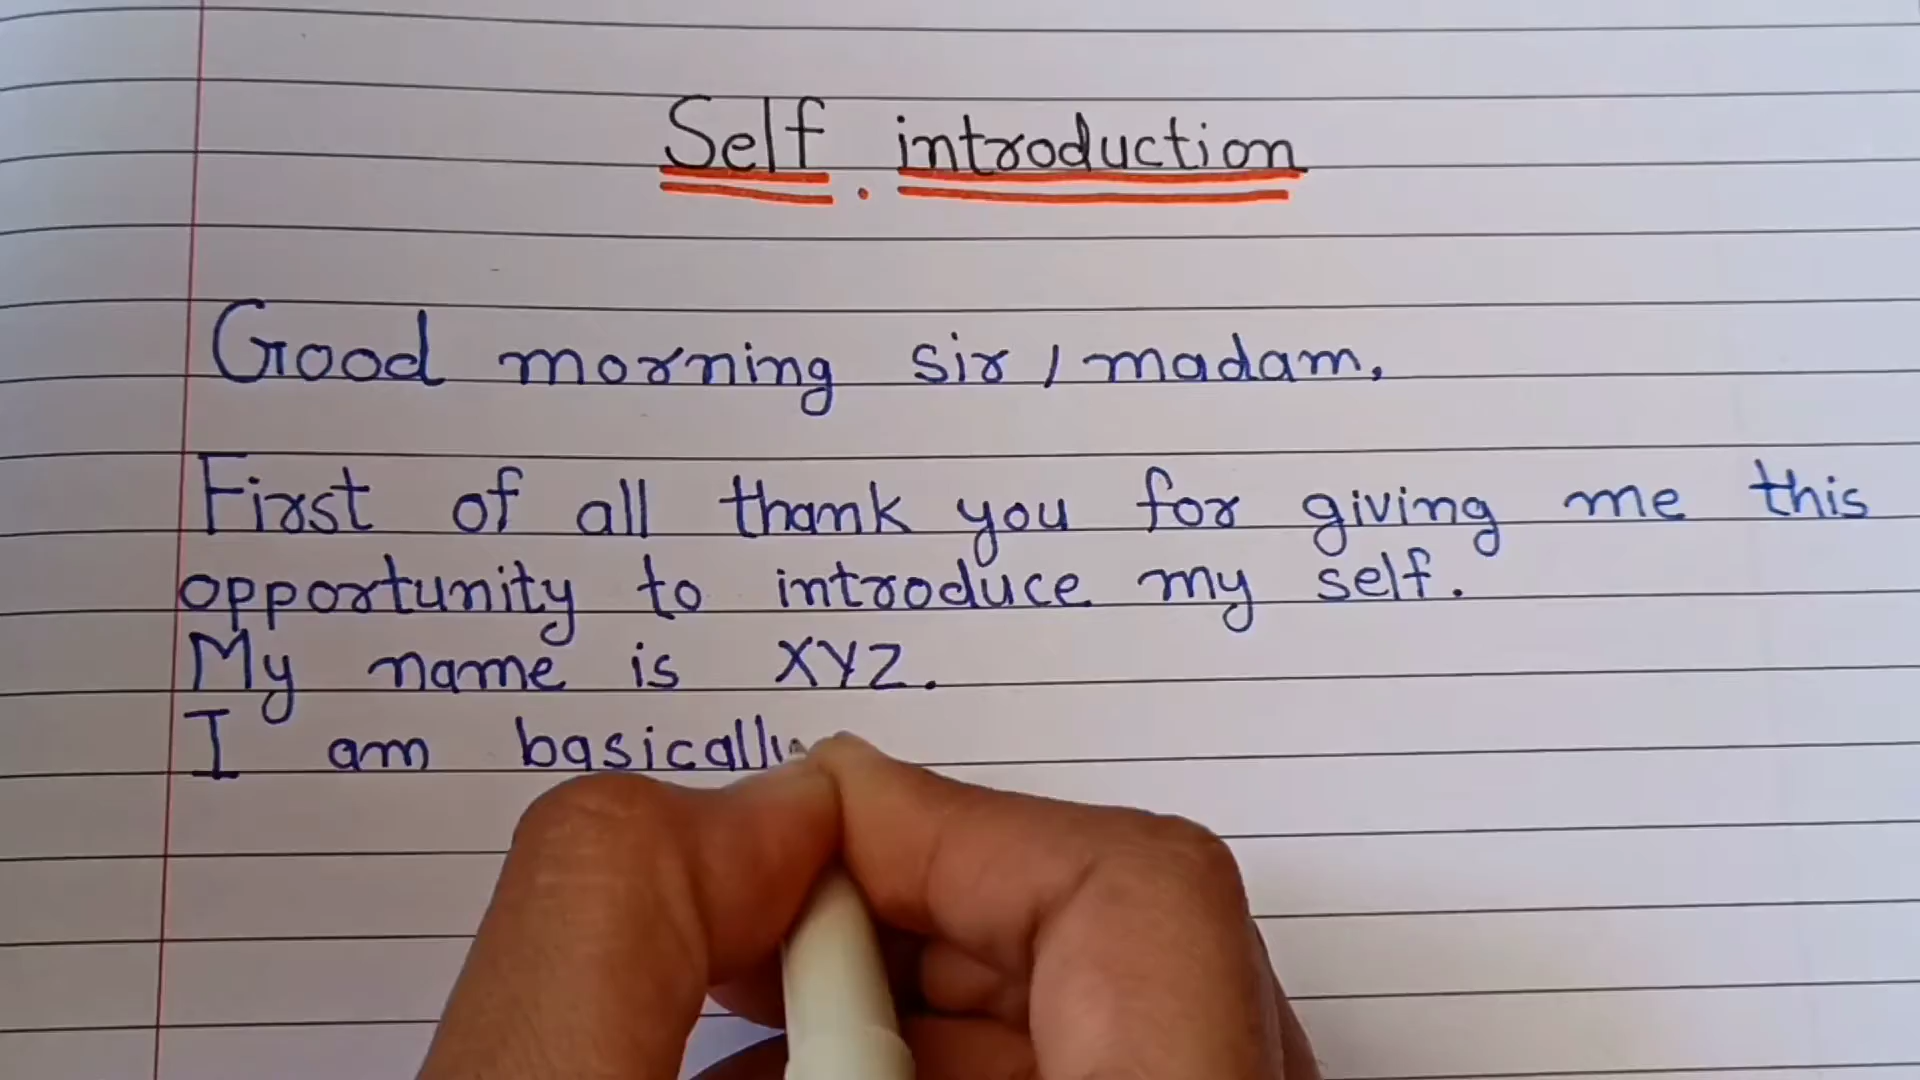 Self introduction
Good morning sir / madam,
First of all thank you for giving me this
opportunity to introduce my self.
My name is XYZ.
I am basically